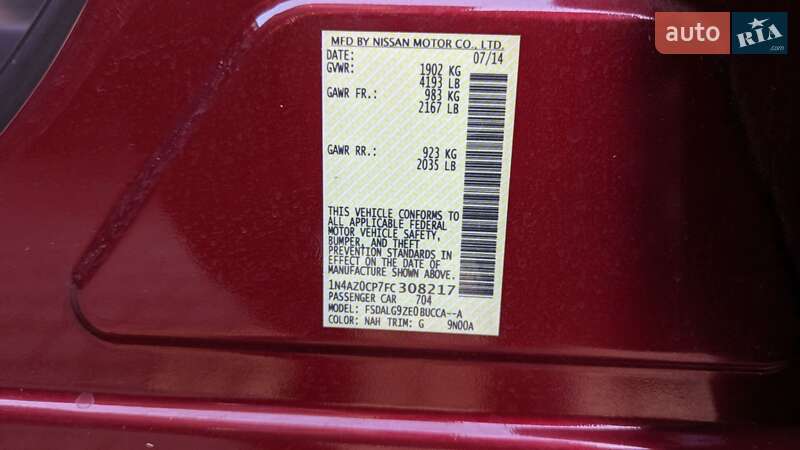 MFD BY NISSAN MOTOR CO., LTD.
DATE: 07/14
GVWR: 1902 KG
4193 LB
GAWR FR.: 983 KG
2167 LB
GAWR RR.: 923 KG
2035 LB
THIS VEHICLE CONFORMS TO
ALL APPLICABLE FEDERAL
MOTOR VEHICLE SAFETY,
BUMPER, AND THEFT
PREVENTION STANDARDS IN
EFFECT ON THE DATE OF
MANUFACTURE SHOWN ABOVE.
1N4AZ0CP7FC308217
PASSENGER CAR 704
MODEL: FSDALG9ZE0BUCCA--A
COLOR: NAH TRIM: G 9N00A
auto RIA
.com